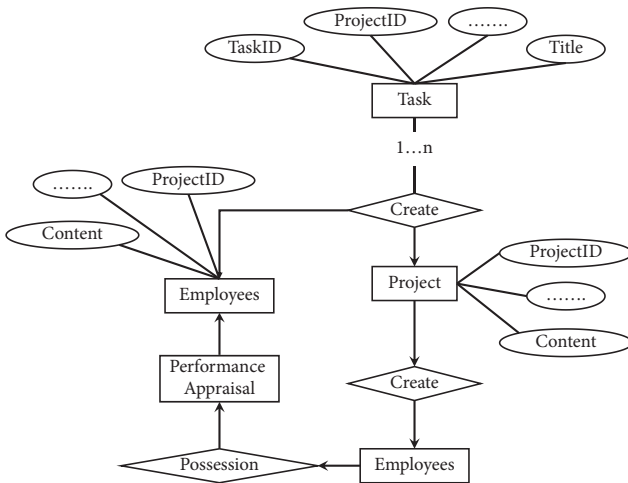 ProjectID
…….
TaskID
Title
Task
1…n
…….
ProjectID
Content
Create
ProjectID
Employees
Project
…….
Content
Performance
Appraisal
Create
Possession
Employees